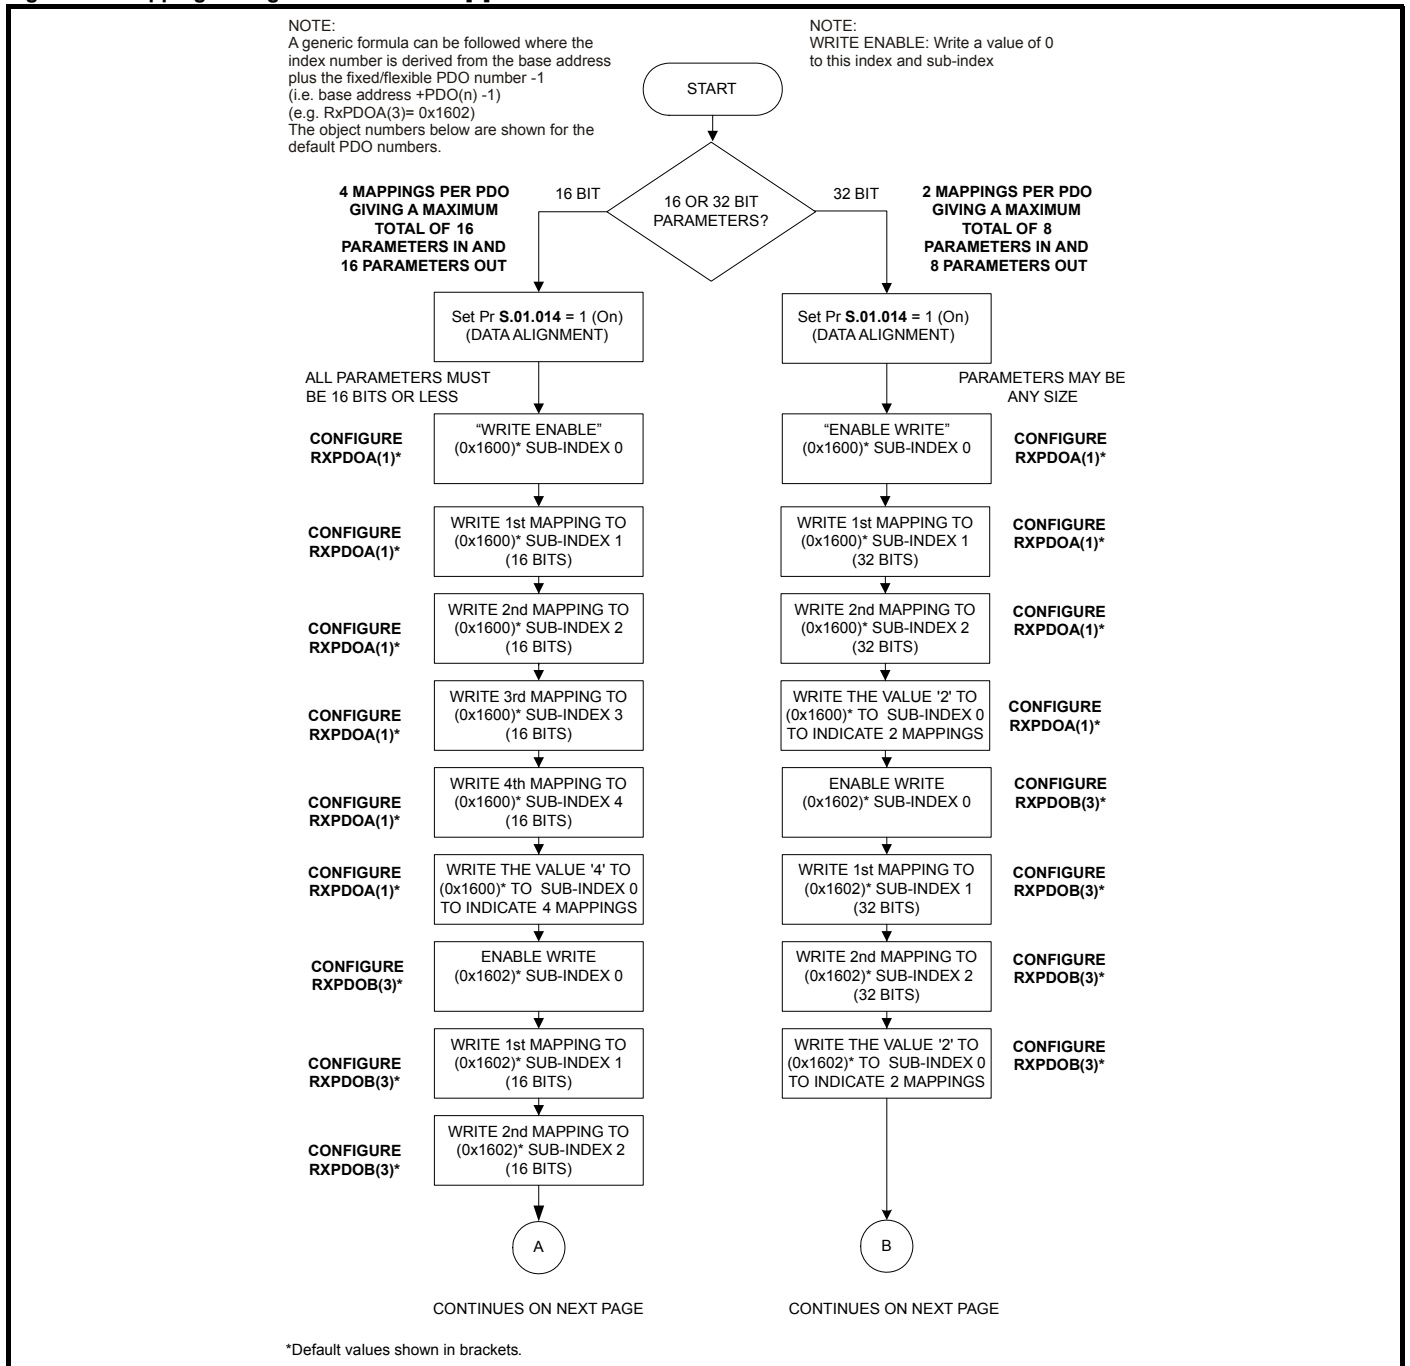 NOTE:
A generic formula can be followed where the
index number is derived from the base address
plus the fixed/flexible PDO number -1
(i.e. base address +PDO(n) -1)
(e.g. RxPDOA(3)= 0x1602)
The object numbers below are shown for the
default PDO numbers.
NOTE:
WRITE ENABLE: Write a value of 0
to this index and sub-index
START
16 OR 32 BIT
PARAMETERS?
16 BIT
32 BIT
4 MAPPINGS PER PDO
GIVING A MAXIMUM
TOTAL OF 16
PARAMETERS IN AND
16 PARAMETERS OUT
2 MAPPINGS PER PDO
GIVING A MAXIMUM
TOTAL OF 8
PARAMETERS IN AND
8 PARAMETERS OUT
Set Pr S.01.014 = 1 (On)
(DATA ALIGNMENT)
ALL PARAMETERS MUST
BE 16 BITS OR LESS
CONFIGURE
RXPDOA(1)*
“WRITE ENABLE”
(0x1600)* SUB-INDEX 0
CONFIGURE
RXPDOA(1)*
WRITE 1st MAPPING TO
(0x1600)* SUB-INDEX 1
(16 BITS)
CONFIGURE
RXPDOA(1)*
WRITE 2nd MAPPING TO
(0x1600)* SUB-INDEX 2
(16 BITS)
CONFIGURE
RXPDOA(1)*
WRITE 3rd MAPPING TO
(0x1600)* SUB-INDEX 3
(16 BITS)
CONFIGURE
RXPDOA(1)*
WRITE 4th MAPPING TO
(0x1600)* SUB-INDEX 4
(16 BITS)
CONFIGURE
RXPDOA(1)*
WRITE THE VALUE '4' TO
(0x1600)* TO SUB-INDEX 0
TO INDICATE 4 MAPPINGS
CONFIGURE
RXPDOB(3)*
ENABLE WRITE
(0x1602)* SUB-INDEX 0
CONFIGURE
RXPDOB(3)*
WRITE 1st MAPPING TO
(0x1602)* SUB-INDEX 1
(16 BITS)
CONFIGURE
RXPDOB(3)*
WRITE 2nd MAPPING TO
(0x1602)* SUB-INDEX 2
(16 BITS)
A
CONTINUES ON NEXT PAGE
Set Pr S.01.014 = 1 (On)
(DATA ALIGNMENT)
PARAMETERS MAY BE
ANY SIZE
“ENABLE WRITE”
(0x1600)* SUB-INDEX 0
CONFIGURE
RXPDOA(1)*
WRITE 1st MAPPING TO
(0x1600)* SUB-INDEX 1
(32 BITS)
CONFIGURE
RXPDOA(1)*
WRITE 2nd MAPPING TO
(0x1600)* SUB-INDEX 2
(32 BITS)
CONFIGURE
RXPDOA(1)*
WRITE THE VALUE '2' TO
(0x1600)* TO SUB-INDEX 0
TO INDICATE 2 MAPPINGS
CONFIGURE
RXPDOA(1)*
ENABLE WRITE
(0x1602)* SUB-INDEX 0
CONFIGURE
RXPDOB(3)*
WRITE 1st MAPPING TO
(0x1602)* SUB-INDEX 1
(32 BITS)
CONFIGURE
RXPDOB(3)*
WRITE 2nd MAPPING TO
(0x1602)* SUB-INDEX 2
(32 BITS)
CONFIGURE
RXPDOB(3)*
WRITE THE VALUE '2' TO
(0x1602)* TO SUB-INDEX 0
TO INDICATE 2 MAPPINGS
CONFIGURE
RXPDOB(3)*
B
CONTINUES ON NEXT PAGE
*Default values shown in brackets.